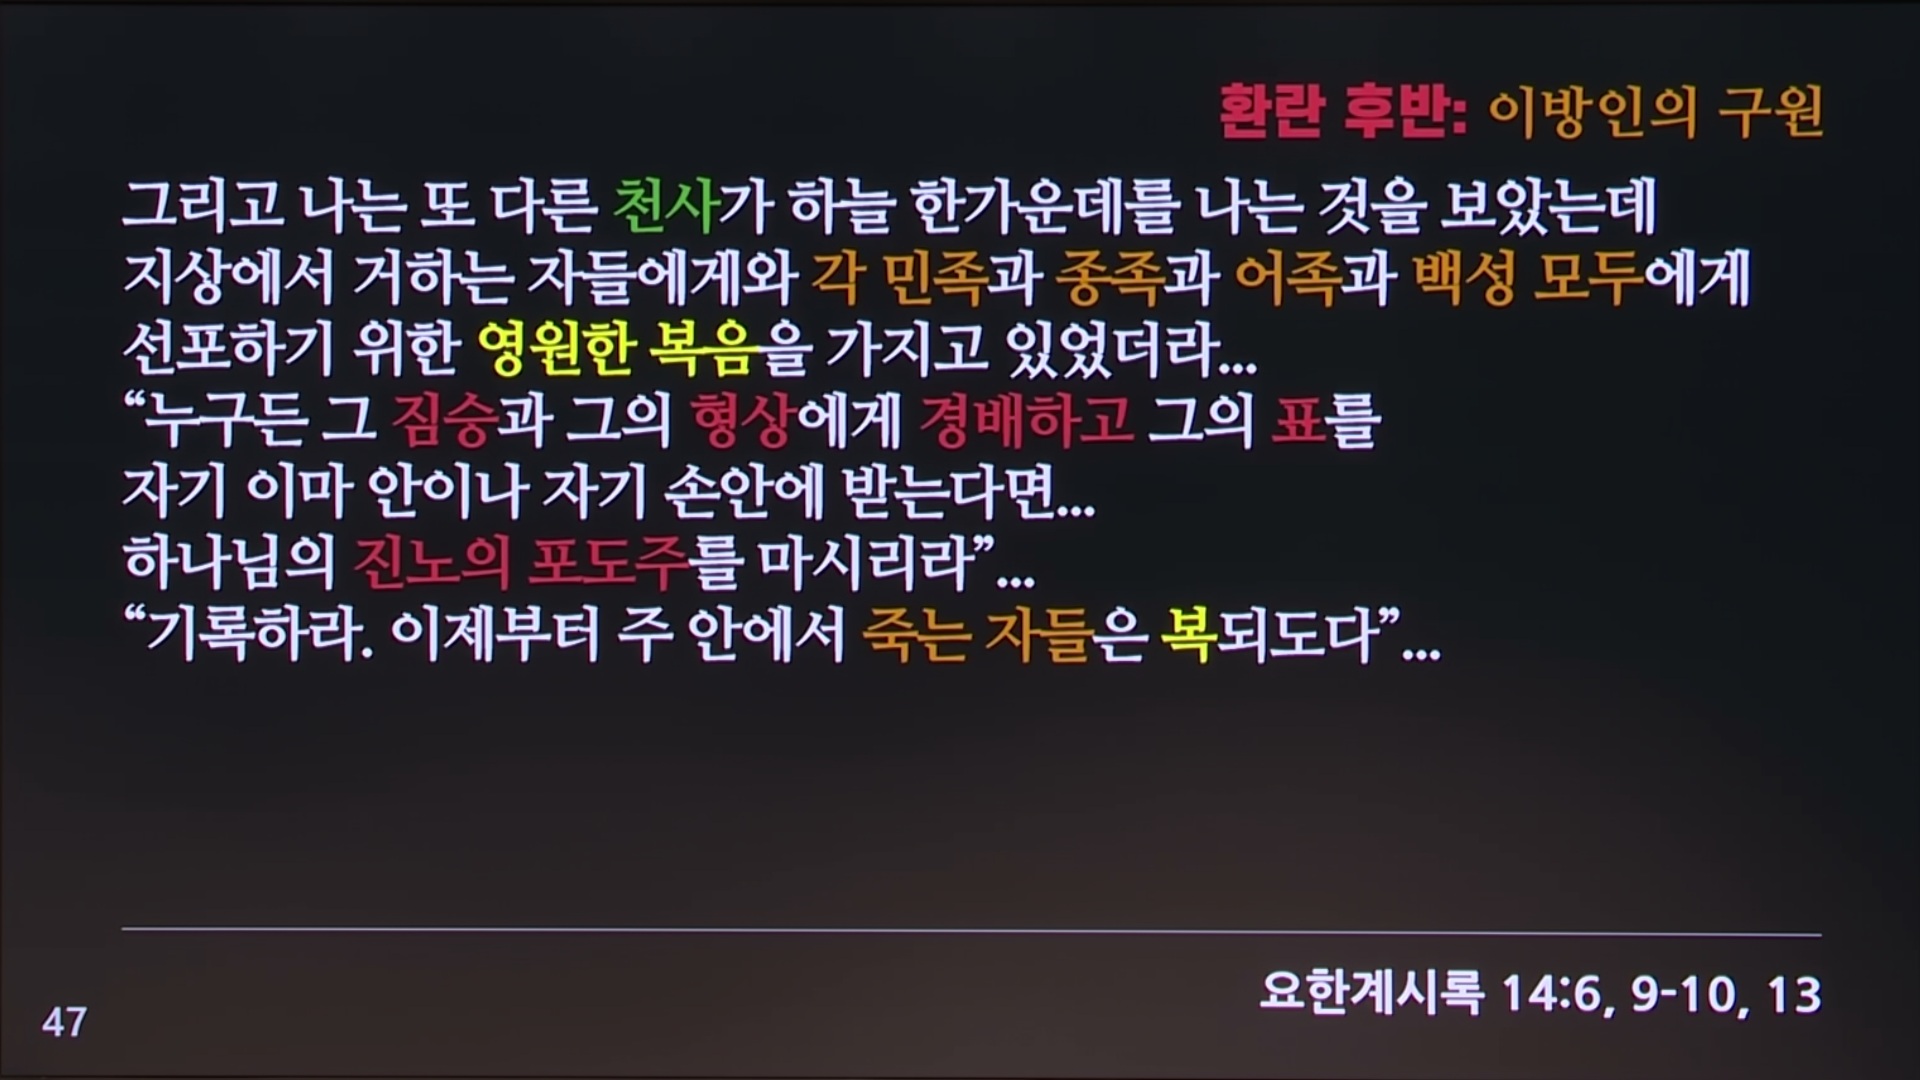 환란 후반: 이방인의 구원
그리고 나는 또 다른 천사가 하늘 한가운데를 나는 것을 보았는데
지상에서 거하는 자들에게와 각 민족과 종족과 어족과 백성 모두에게
선포하기 위한 영원한 복음을 가지고 있었더라...
“누구든 그 짐승과 그의 형상에게 경배하고 그의 표를
자기 이마 안이나 자기 손안에 받는다면...
하나님의 진노의 포도주를 마시리라”...
“기록하라. 이제부터 주 안에서 죽는 자들은 복되도다”...
요한계시록 14:6, 9-10, 13
47